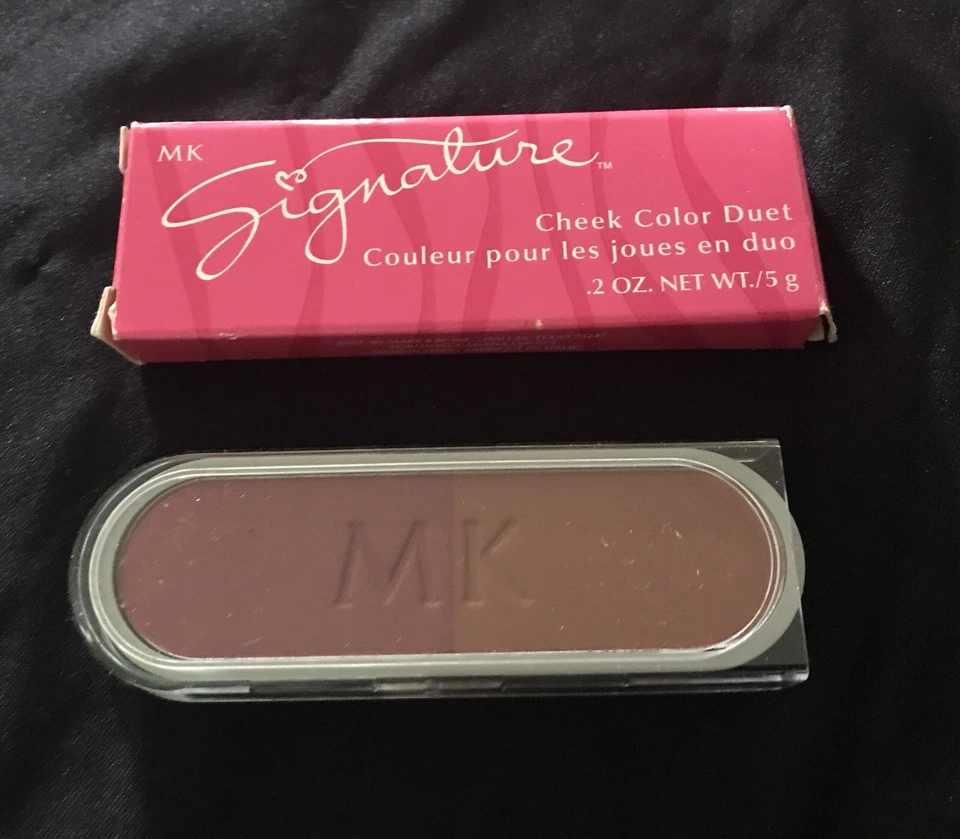 MK
Signature™
Cheek Color Duet
Couleur pour les joues en duo
.2 OZ. NET WT./5 g
MK